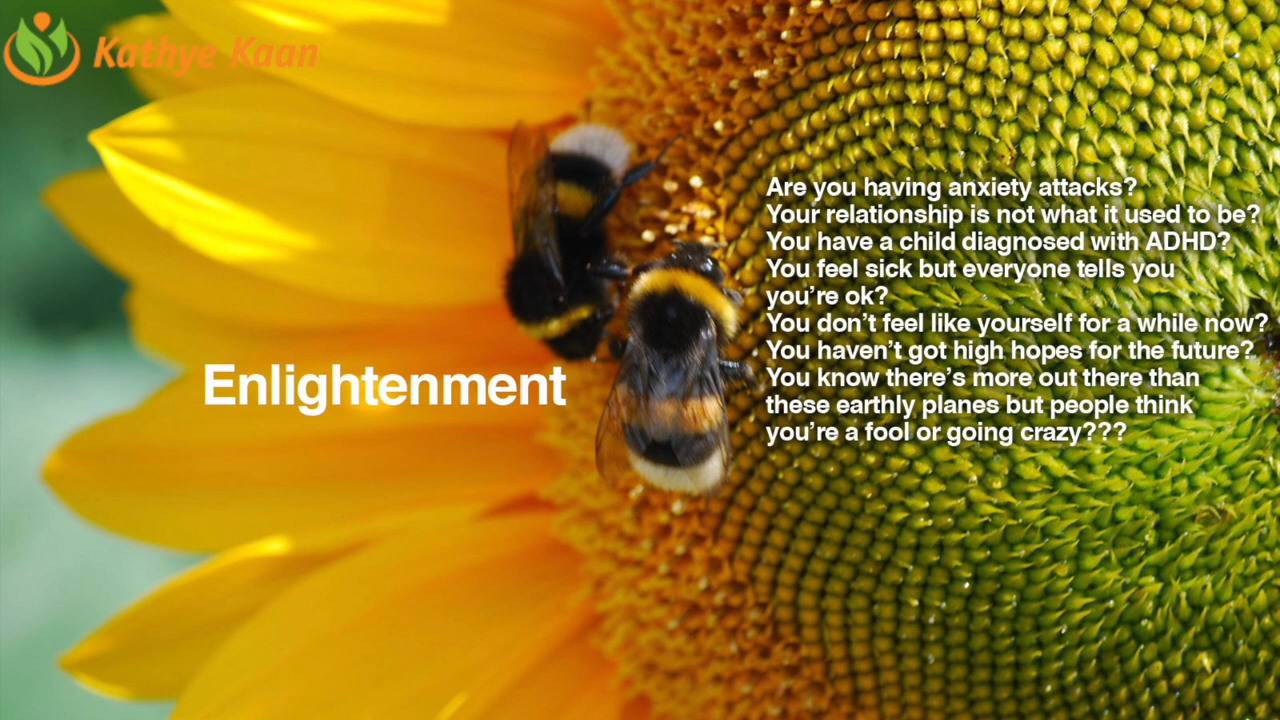 Kathye Kaan
Enlightenment
Are you having anxiety attacks?
Your relationship is not what it used to be?
You have a child diagnosed with ADHD?
You feel sick but everyone tells you
you’re ok?
You don’t feel like yourself for a while now?
You haven’t got high hopes for the future?
You know there’s more out there than
these earthly planes but people think
you’re a fool or going crazy???